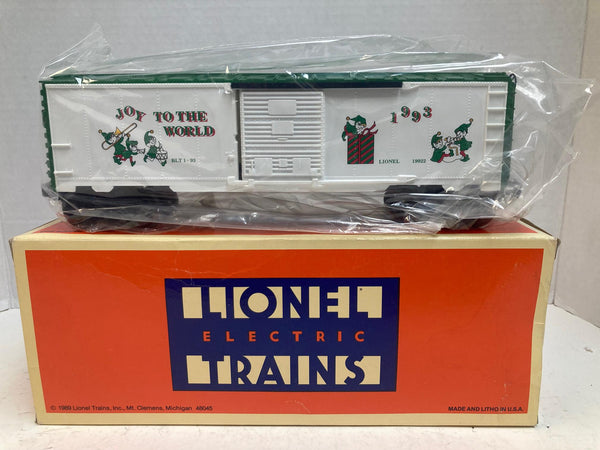 JOY TO THE
WORLD
BLT 1-93
1993
LIONEL 19922
LIONEL
ELECTRIC
TRAINS
© 1989 Lionel Trains, Inc., Mt. Clemens, Michigan 48045
MADE AND LITHO IN U.S.A.